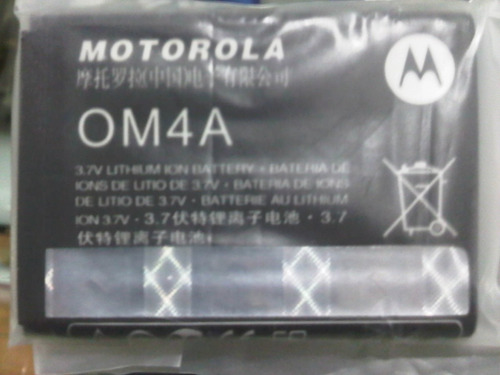 MOTOROLA
摩托罗拉(中国)电子有限公司
OM4A
3.7V LITHIUM ION BATTERY • BATERIA DE
IONS DE LITIO DE 3.7V • BATERIA DE IONS
DE LITIO DO 3.7V • BATTERIE AU LITHIUM
ION 3.7V • 3.7伏特锂离子电池 • 3.7
伏特锂离子电池